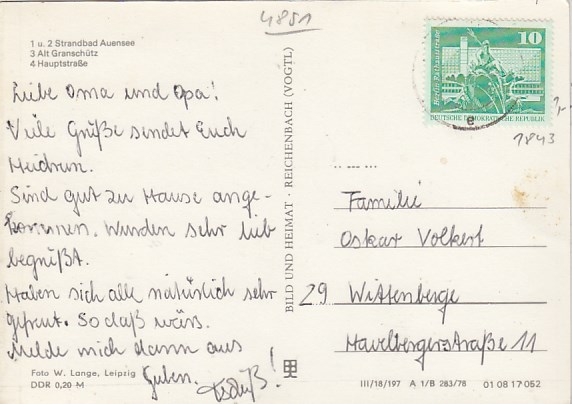 4851
1 u. 2 Strandbad Auensee
3 Alt Granschütz
4 Hauptstraße
Liebe Oma und Opa!
Viele Grüße sendet Euch
Heidrun.
Sind gut zu Hause ange-
kommen. Wurden sehr lieb
begrüßt.
Haben sich alle natürlich sehr
gefreut. So daß wärs.
Melde mich dann aus
Guben.
Foto W. Lange, Leipzig
DDR 0,20 M
BILD UND HEIMAT · REICHENBACH (VOGTL)
10
Berlin, Rathausstraße
DEUTSCHE DEMOKRATISCHE REPUBLIK
e
1843
Familie
Oskar Volkert
29 Wittenberge
Havelbergerstraße 11
III/18/197 A 1/B 283/78 01 08 17 052